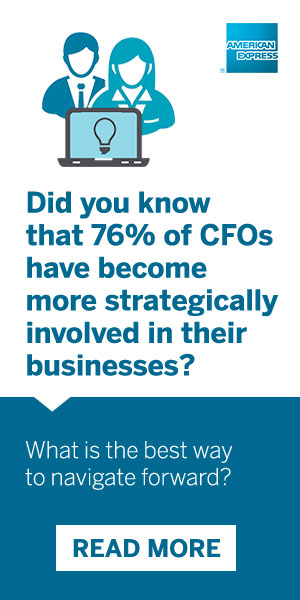 AMERICAN
EXPRESS
®
Did you know
that 76% of CFOs
have become
more strategically
involved in their
businesses?
What is the best way
to navigate forward?
READ MORE